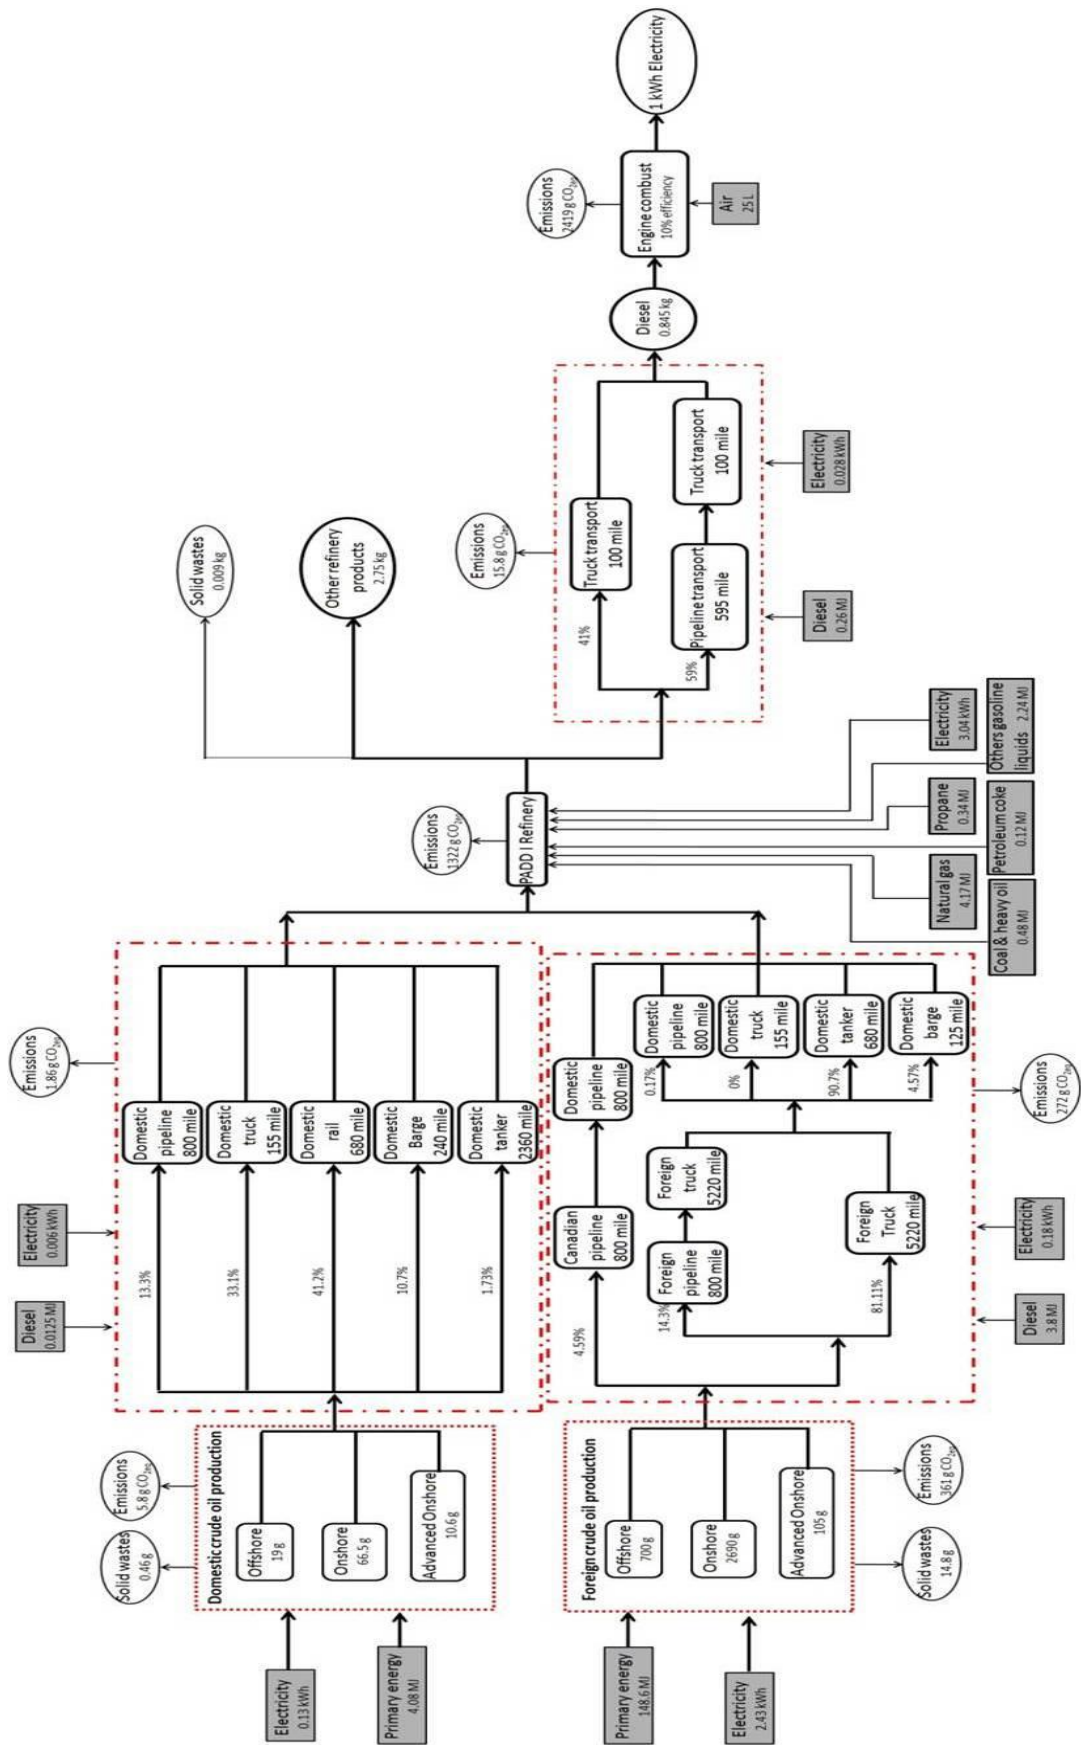 Electricity
0.13 kWh
Primary energy
4.08 MJ
Solid wastes
0.46 g
Emissions
5.8 g CO2eq
Domestic crude oil production
Offshore
19 g
Onshore
66.5 g
Advanced Onshore
10.6 g
Diesel
0.0125 MJ
Electricity
0.006 kWh
Emissions
1.86 g CO2eq
13.3%
33.1%
41.2%
10.7%
1.73%
Domestic
pipeline
800 mile
Domestic
truck
155 mile
Domestic
rail
680 mile
Domestic
Barge
240 mile
Domestic
tanker
2360 mile
Primary energy
148.6 MJ
Electricity
2.43 kWh
Foreign crude oil production
Offshore
700 g
Onshore
2690 g
Advanced Onshore
105 g
Solid wastes
14.8 g
Emissions
361 g CO2eq
4.59%
14.3%
81.11%
Canadian
pipeline
800 mile
Domestic
pipeline
800 mile
Foreign
pipeline
800 mile
Foreign
truck
5220 mile
Foreign
Truck
5220 mile
0.17%
0%
90.7%
4.57%
Domestic
pipeline
800 mile
Domestic
truck
155 mile
Domestic
tanker
680 mile
Domestic
barge
125 mile
Diesel
3.8 MJ
Electricity
0.18 kWh
Emissions
272 g CO2eq
Emissions
1322 g CO2eq
PADD I Refinery
Coal & heavy oil
0.48 MJ
Natural gas
4.17 MJ
Petroleum coke
0.12 MJ
Propane
0.34 MJ
Others gasoline
liquids 2.24 MJ
Electricity
3.04 kWh
Solid wastes
0.009 kg
Other refinery
products
2.75 kg
Emissions
15.8 g CO2eq
41%
59%
Truck transport
100 mile
Pipeline transport
595 mile
Truck transport
100 mile
Diesel
0.26 MJ
Electricity
0.028 kWh
Diesel
0.845 kg
Emissions
2419 g CO2eq
Engine combust
10% efficiency
Air
25 L
1 kWh Electricity